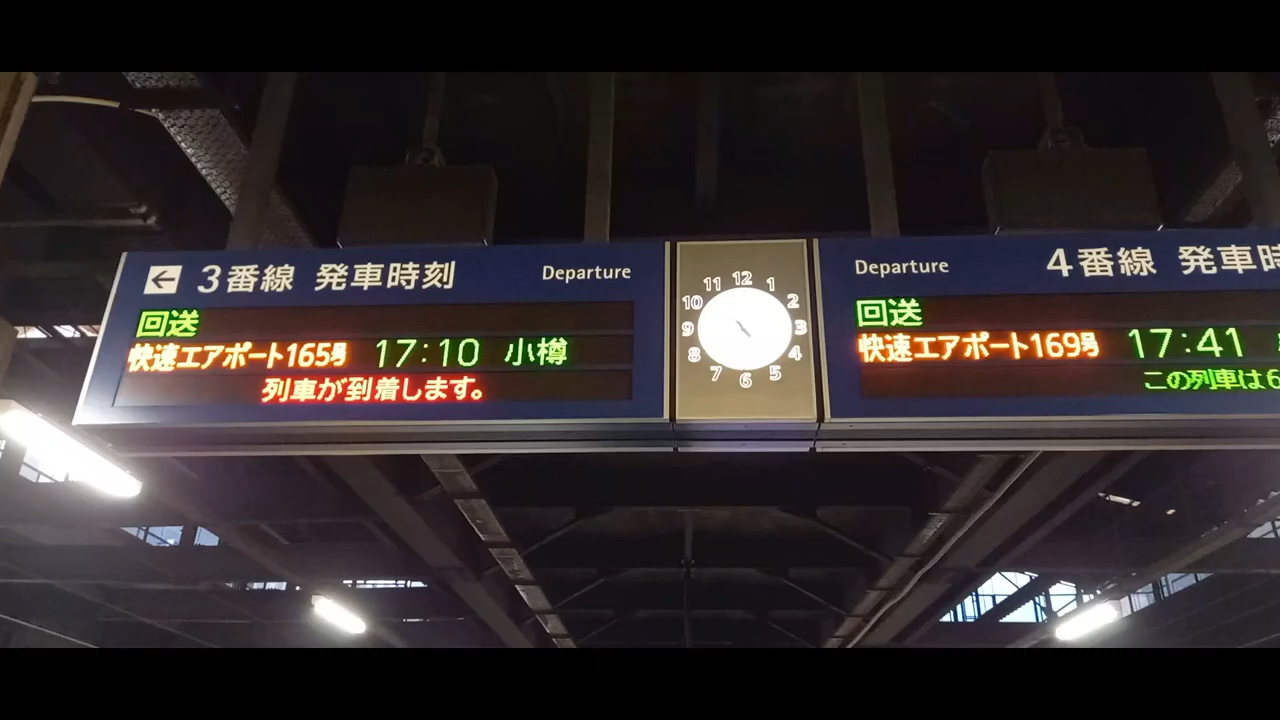 3番線 発車時刻 Departure
回送
快速エアポート165号 17:10 小樽
列車が到着します。
12
1
2
3
4
5
6
7
8
9
10
11
Departure 4番線 発車時
回送
快速エアポート169号 17:41
この列車は6